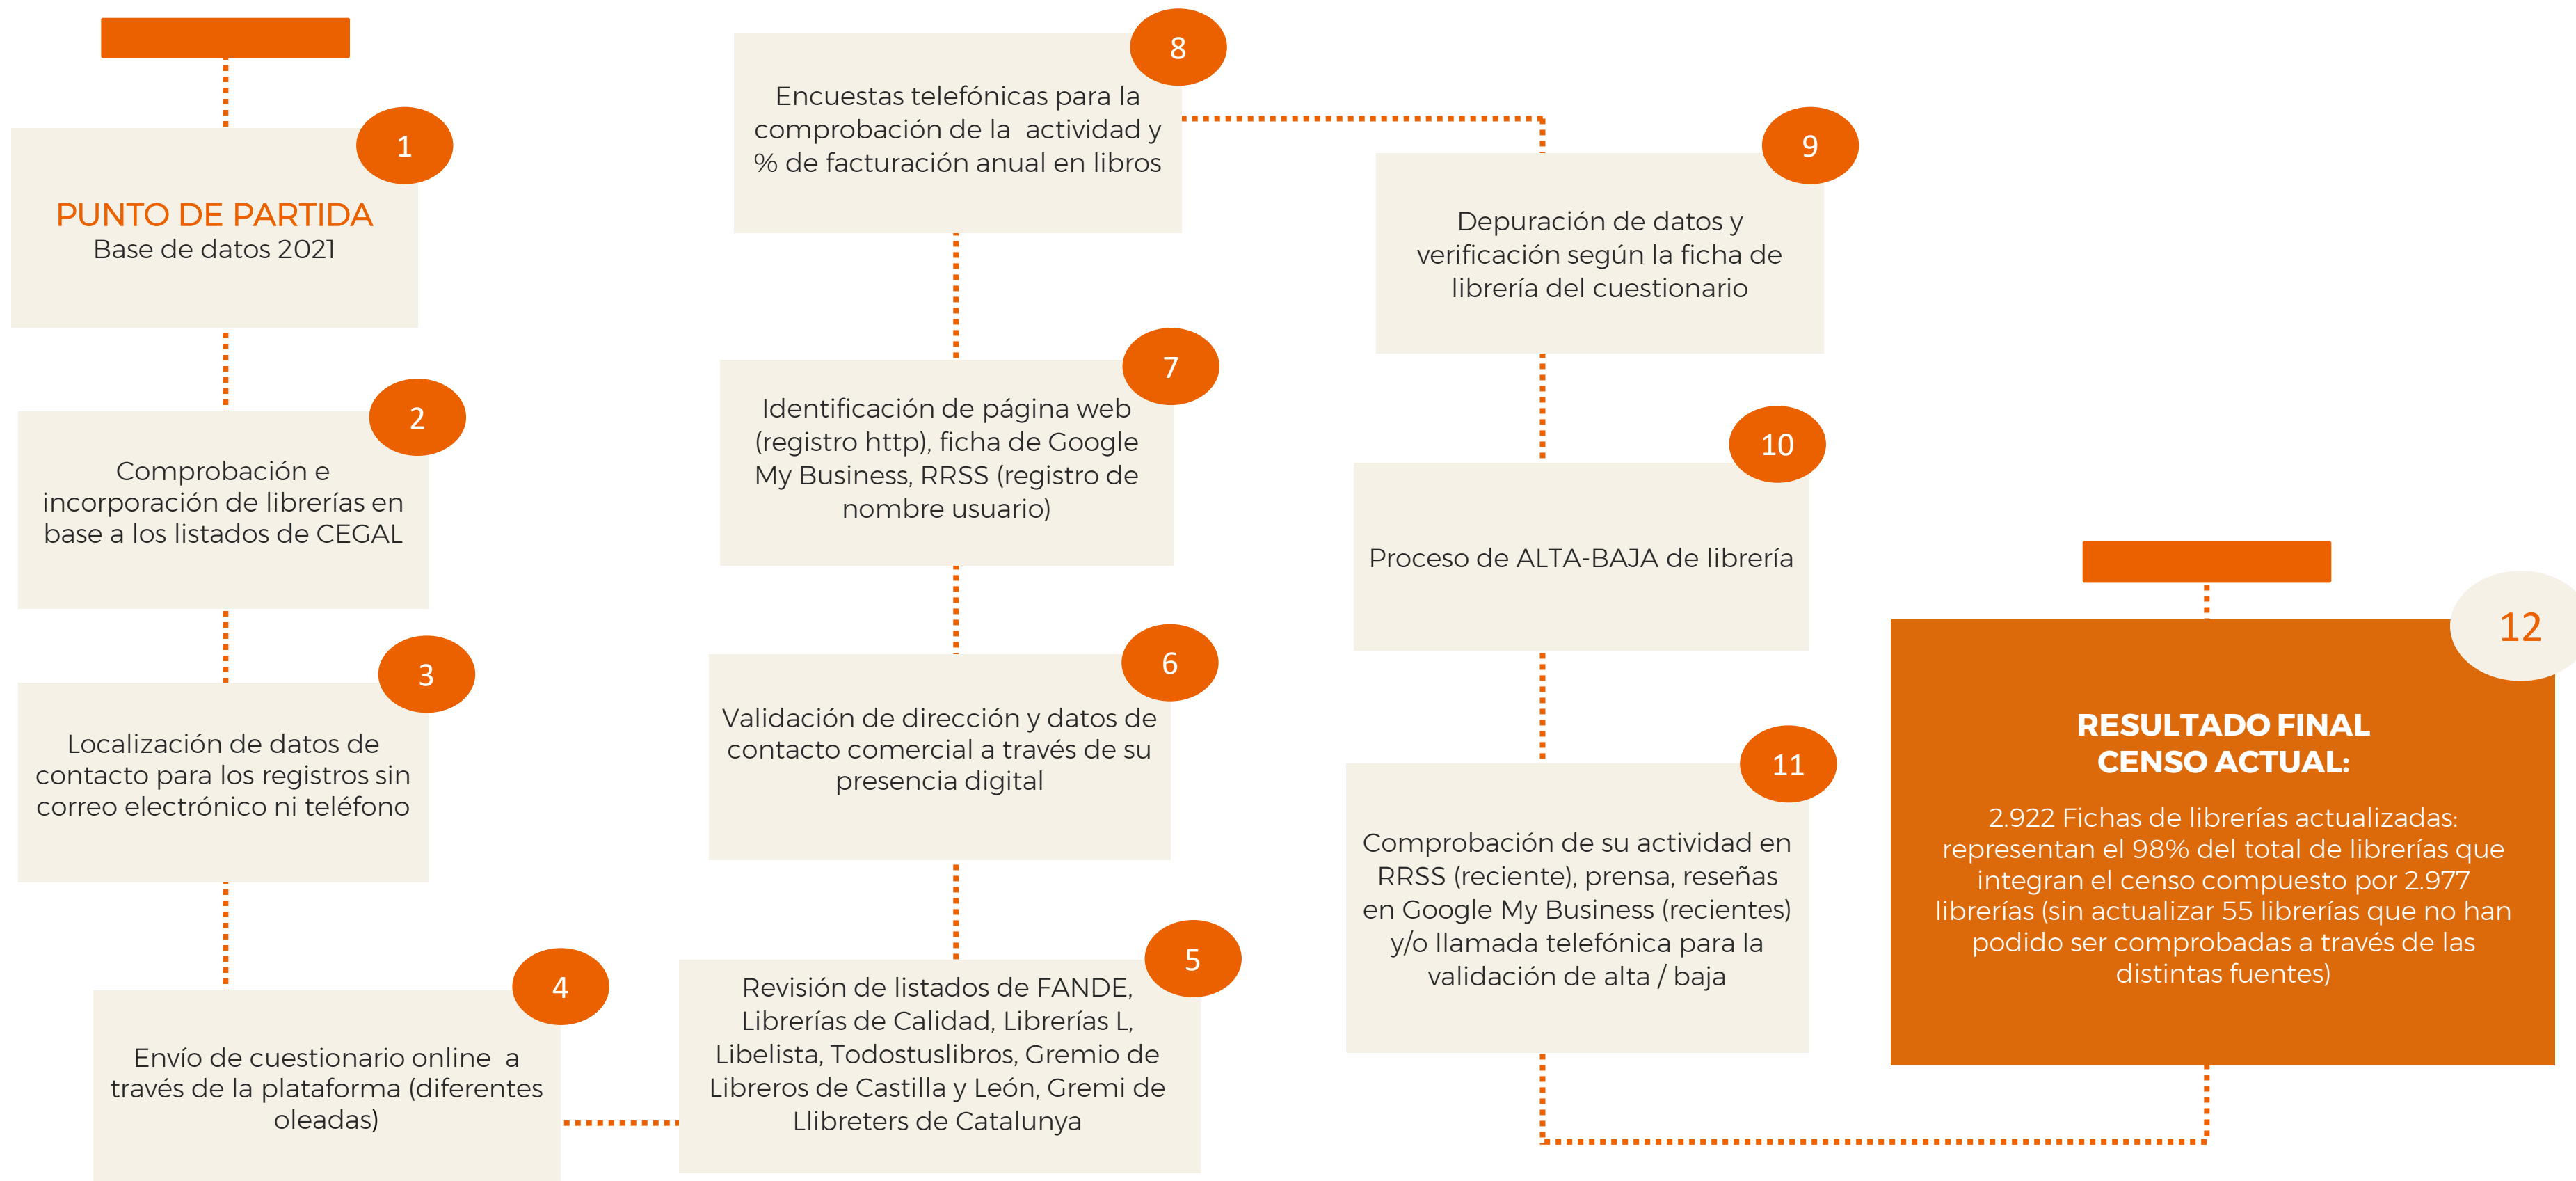 1
PUNTO DE PARTIDA
Base de datos 2021
2
Comprobación e
incorporación de librerías en
base a los listados de CEGAL
3
Localización de datos de
contacto para los registros sin
correo electrónico ni teléfono
4
Envío de cuestionario online a
través de la plataforma (diferentes
oleadas)
5
Revisión de listados de FANDE,
Librerías de Calidad, Librerías L,
Libelista, Todostuslibros, Gremio de
Libreros de Castilla y León, Gremi de
Llibreters de Catalunya
6
Validación de dirección y datos de
contacto comercial a través de su
presencia digital
7
Identificación de página web
(registro http), ficha de Google
My Business, RRSS (registro de
nombre usuario)
8
Encuestas telefónicas para la
comprobación de la actividad y
% de facturación anual en libros
9
Depuración de datos y
verificación según la ficha de
librería del cuestionario
10
Proceso de ALTA-BAJA de librería
11
Comprobación de su actividad en
RRSS (reciente), prensa, reseñas
en Google My Business (recientes)
y/o llamada telefónica para la
validación de alta / baja
12
RESULTADO FINAL
CENSO ACTUAL:
2.922 Fichas de librerías actualizadas:
representan el 98% del total de librerías que
integran el censo compuesto por 2.977
librerías (sin actualizar 55 librerías que no han
podido ser comprobadas a través de las
distintas fuentes)